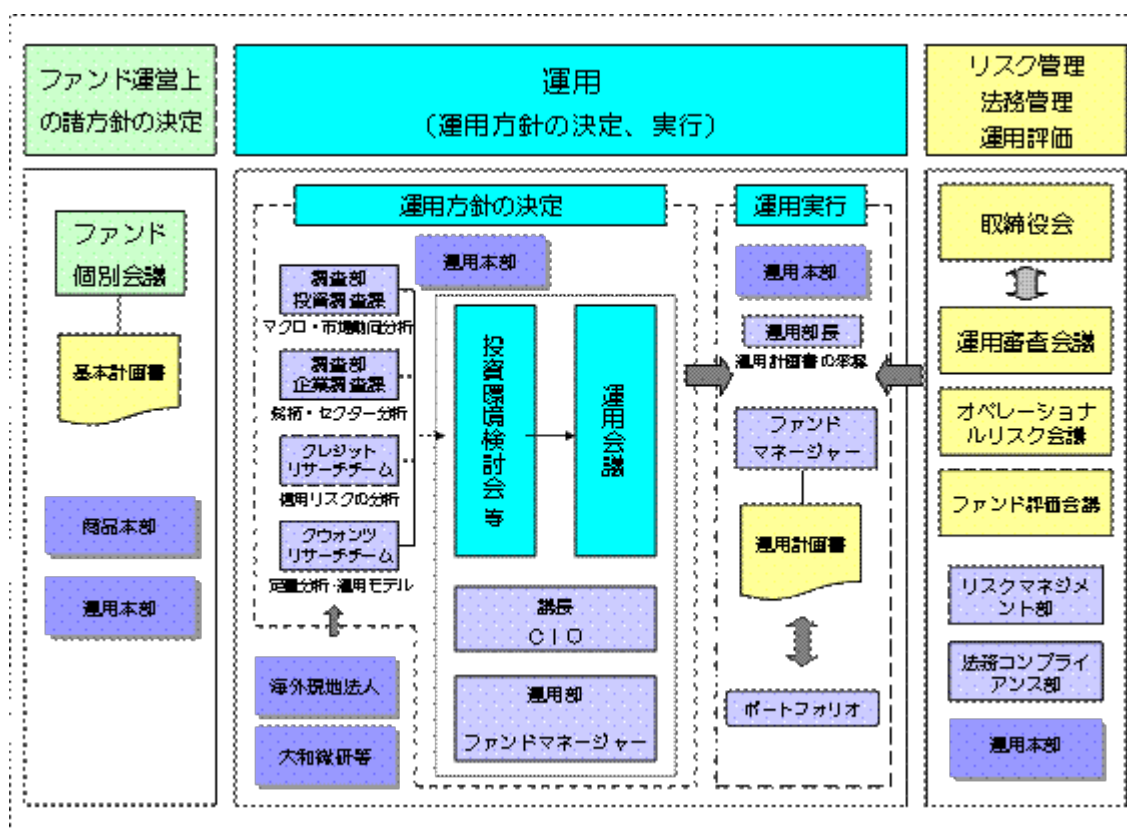 ファンド運営上
の諸方針の決定
運用
(運用方針の決定、実行)
リスク管理
法務管理
運用評価
ファンド
個別会議
基本計画書
商品本部
運用本部
運用方針の決定
運用本部
調査部
投資調査課
マクロ・市場動向分析
調査部
企業調査課
銘柄・セクター分析
クレジット
リサーチチーム
信用リスクの分析
クウォンツ
リサーチチーム
定量分析・運用モデル
海外現地法人
大和総研等
投資環境検討会等
運用会議
議長
CIO
運用部
ファンドマネージャー
運用実行
運用本部
運用部長
運用計画書の承認
ファンド
マネージャー
運用計画書
ポートフォリオ
取締役会
運用審査会議
オペレーショナ
ルリスク会議
ファンド評価会議
リスクマネジメ
ント部
法務コンプライ
アンス部
運用本部